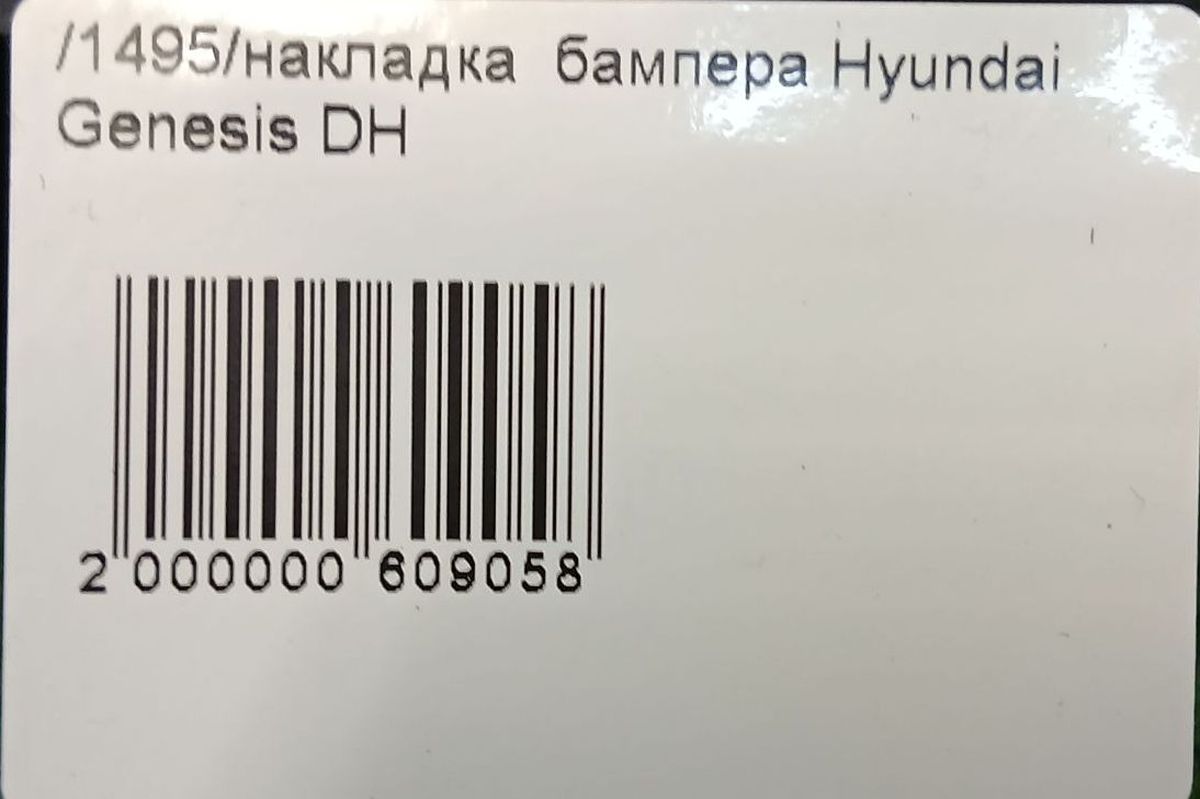 /1495/накладка бампера Hyundai
Genesis DH
2 000000 609058